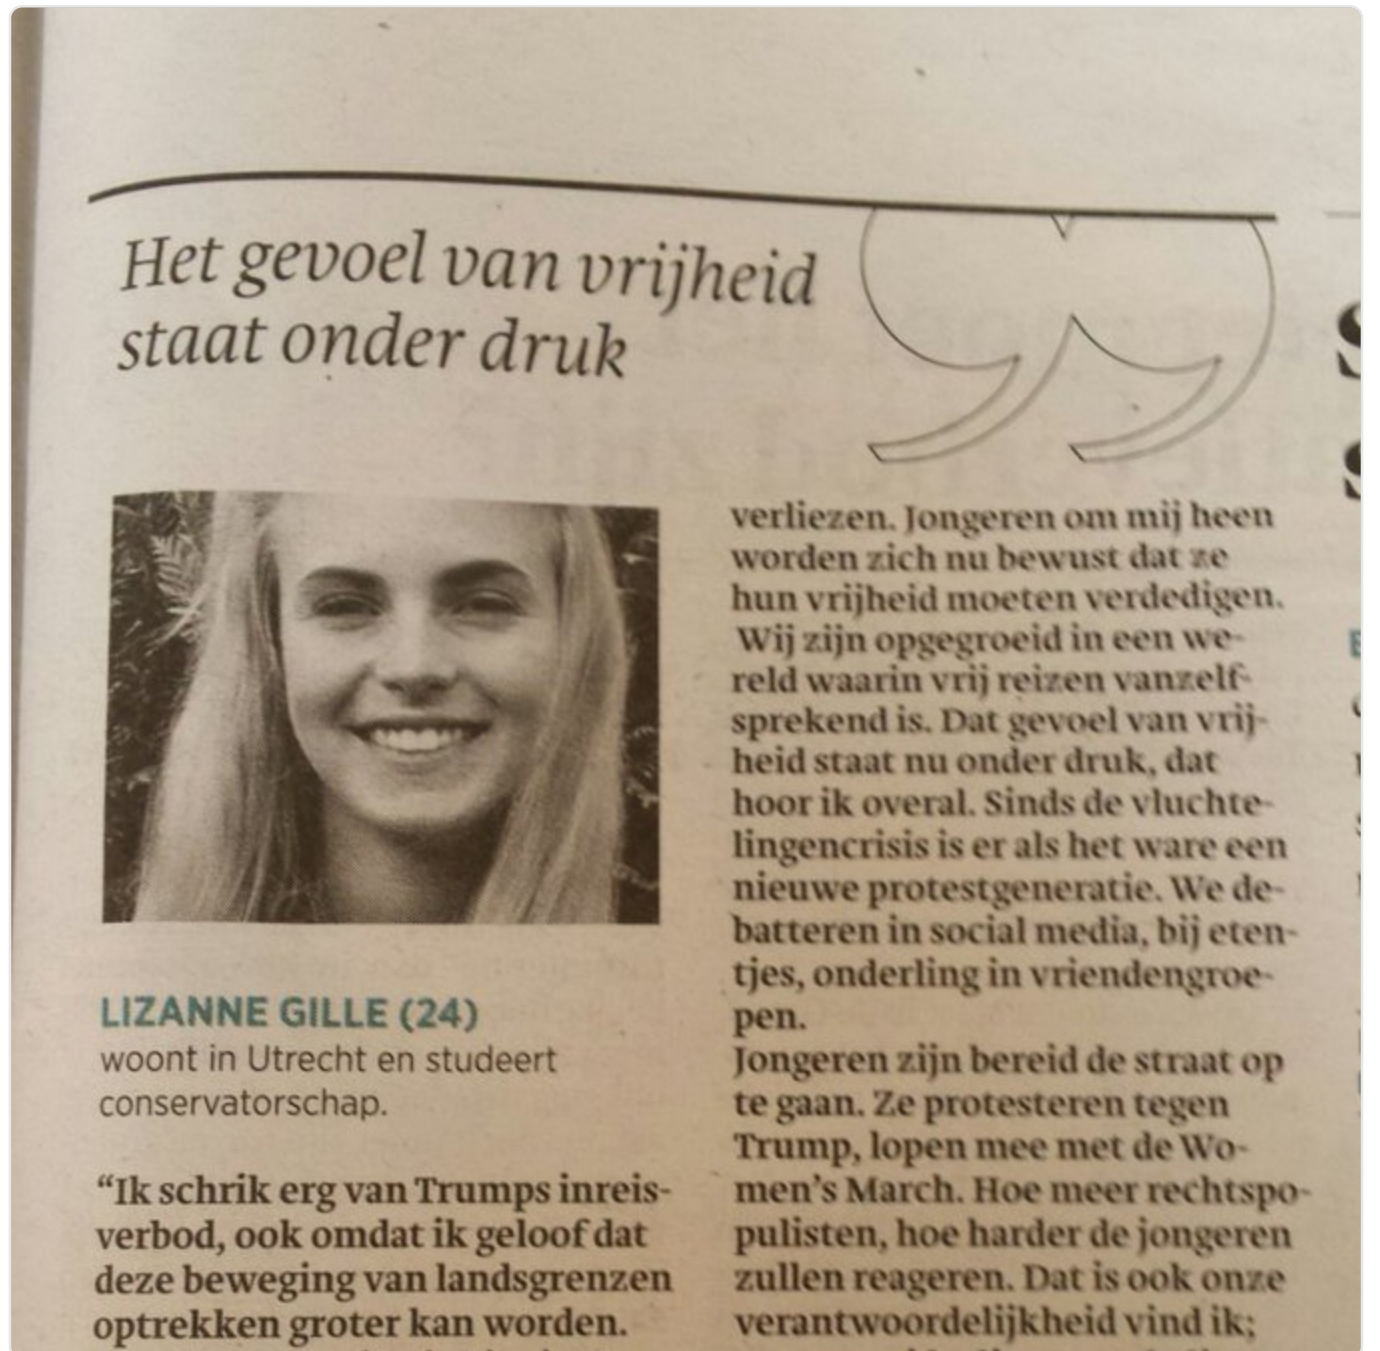 Het gevoel van vrijheid
staat onder druk
LIZANNE GILLE (24)
woont in Utrecht en studeert
conservatorschap.
“Ik schrik erg van Trumps inreis-
verbod, ook omdat ik geloof dat
deze beweging van landsgrenzen
optrekken groter kan worden.
verliezen. Jongeren om mij heen
worden zich nu bewust dat ze
hun vrijheid moeten verdedigen.
Wij zijn opgegroeid in een we-
reld waarin vrij reizen vanzelf-
sprekend is. Dat gevoel van vrij-
heid staat nu onder druk, dat
hoor ik overal. Sinds de vluchte-
lingencrisis is er als het ware een
nieuwe protestgeneratie. We de-
batteren in social media, bij eten-
tjes, onderling in vriendengroe-
pen.
Jongeren zijn bereid de straat op
te gaan. Ze protesteren tegen
Trump, lopen mee met de Wo-
men’s March. Hoe meer rechtspo-
pulisten, hoe harder de jongeren
zullen reageren. Dat is ook onze
verantwoordelijkheid vind ik;